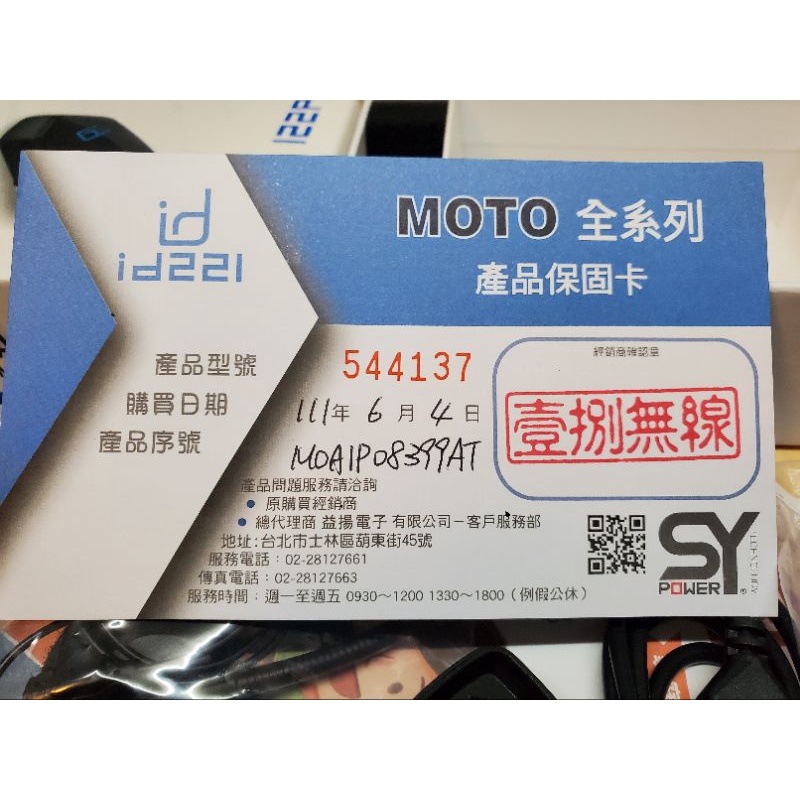 id221
MOTO 全系列
產品保固卡
產品型號
544137
經銷商確認章
壹捌無線
購買日期
111年 6 月 4 日
產品序號
MOA1P08399AT
產品問題服務請洽詢
● 原購買經銷商
● 總代理商 益揚電子 有限公司－客戶服務部
地址:台北市士林區葫東街45號
服務電話：02-28127661
傳真電話：02-28127663
服務時間：週一至週五 0930～1200 1330～1800（例假公休）
SY
POWER®